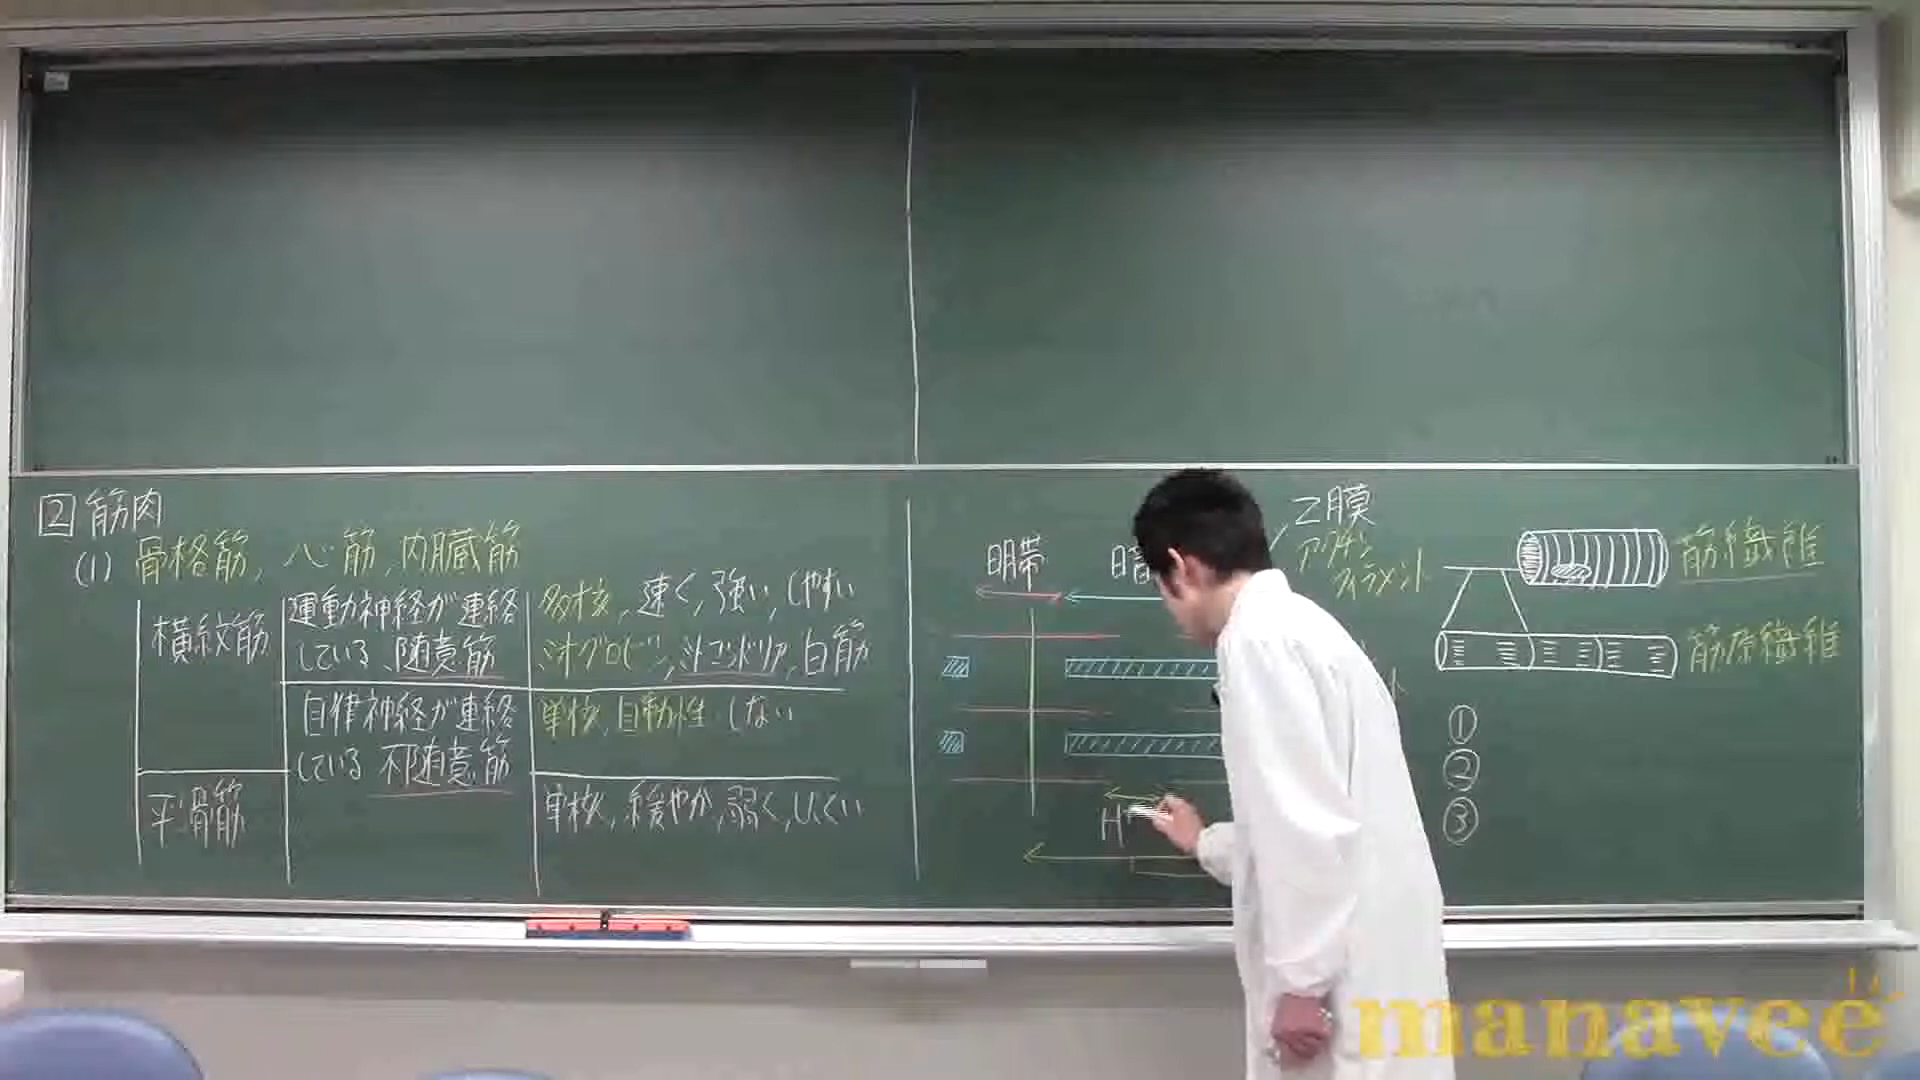 2 筋肉
(1) 骨格筋, 心筋, 内臓筋
横紋筋
運動神経が連絡
している、随意筋
多核, 速く, 強い, しやすい
ミオグロビン, ミトコンドリア, 白筋
自律神経が連絡
している 不随意筋
単核, 自動性 しない
平滑筋
単核, 緩やか, 弱く, しにくい
明帯
暗
Z膜
アクチン
フィラメント
ト
H
筋繊維
筋原繊維
①
②
③
manavee